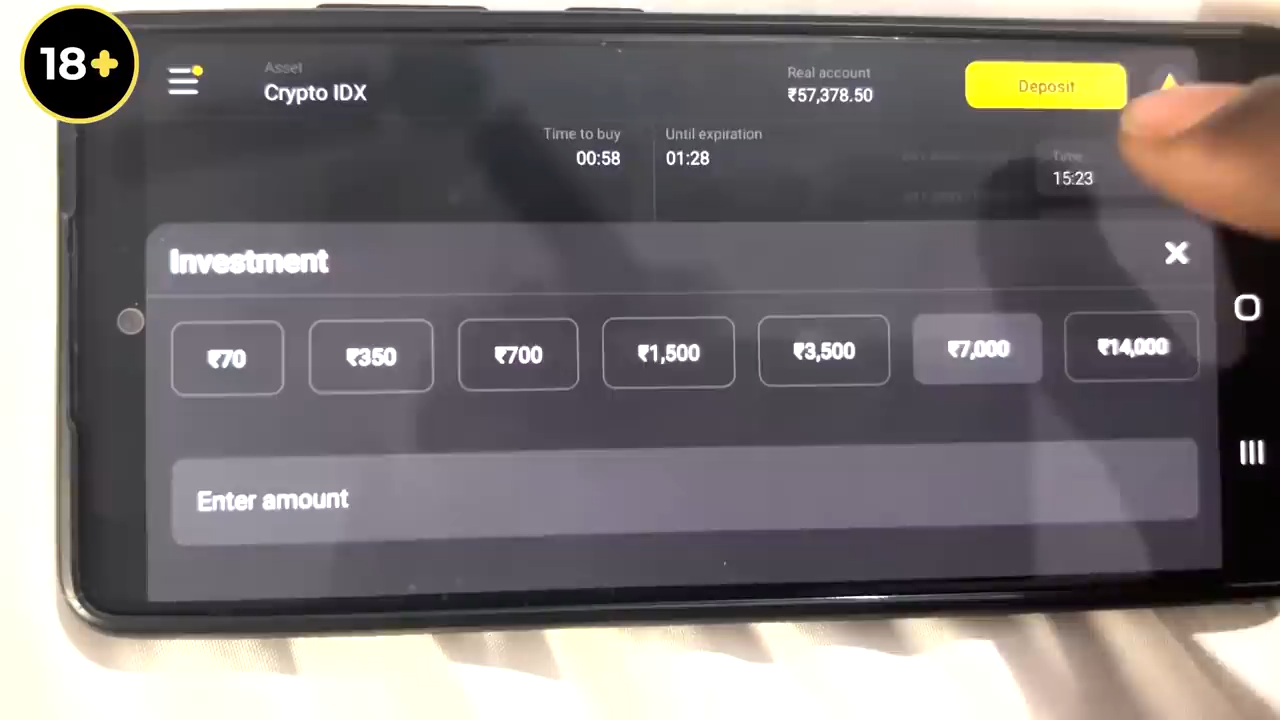 18+
Asset
Crypto IDX
Real account
₹57,378.50
Deposit
Time to buy
00:58
Until expiration
01:28
Time
15:23
Investment
₹70
₹350
₹700
₹1,500
₹3,500
₹7,000
₹14,000
Enter amount